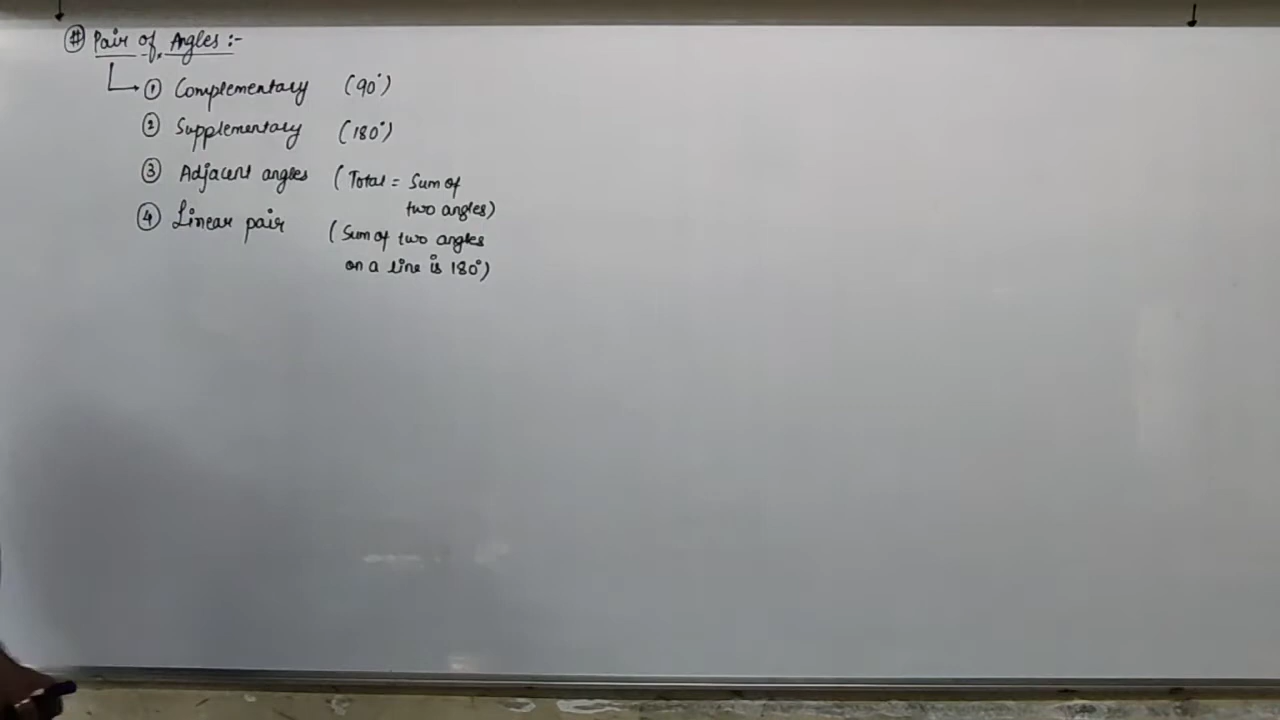 # Pair of Angles :-
① Complementary (90°)
② Supplementary (180°)
③ Adjacent angles (Total = Sum of
two angles)
④ Linear pair (Sum of two angles
on a line is 180°)